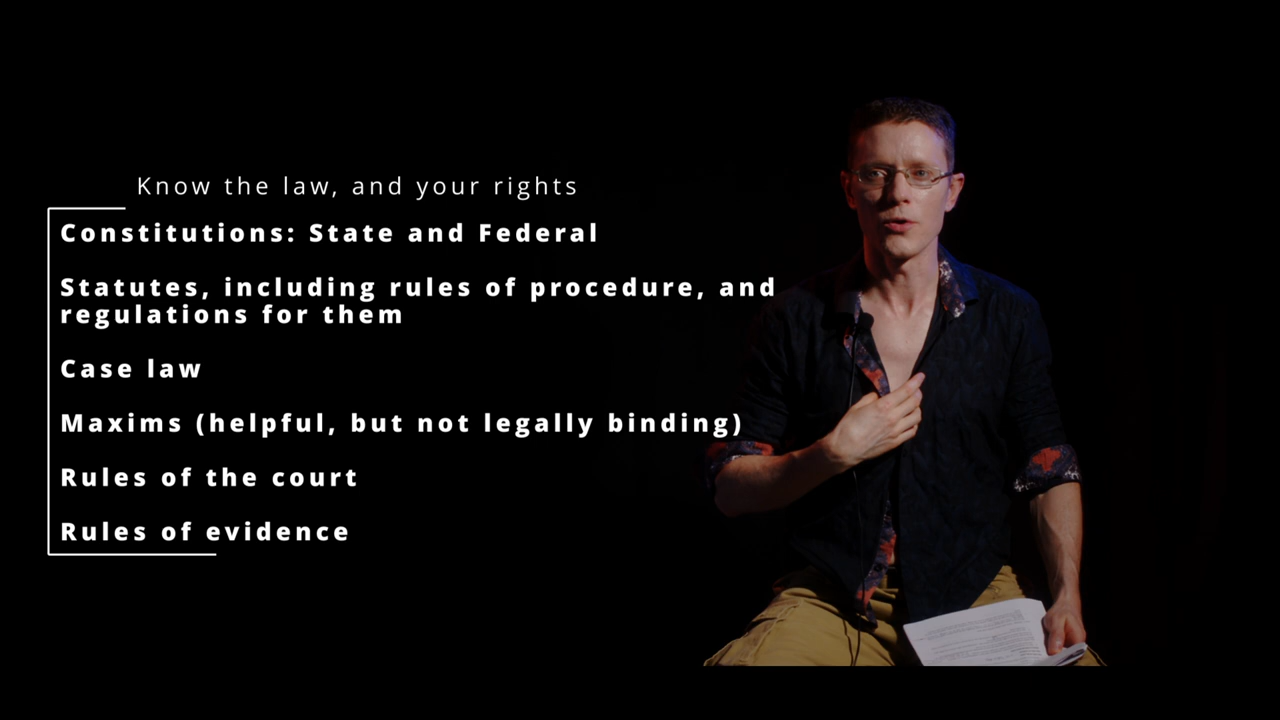 Know the law, and your rights
Constitutions: State and Federal
Statutes, including rules of procedure, and
regulations for them
Case law
Maxims (helpful, but not legally binding)
Rules of the court
Rules of evidence